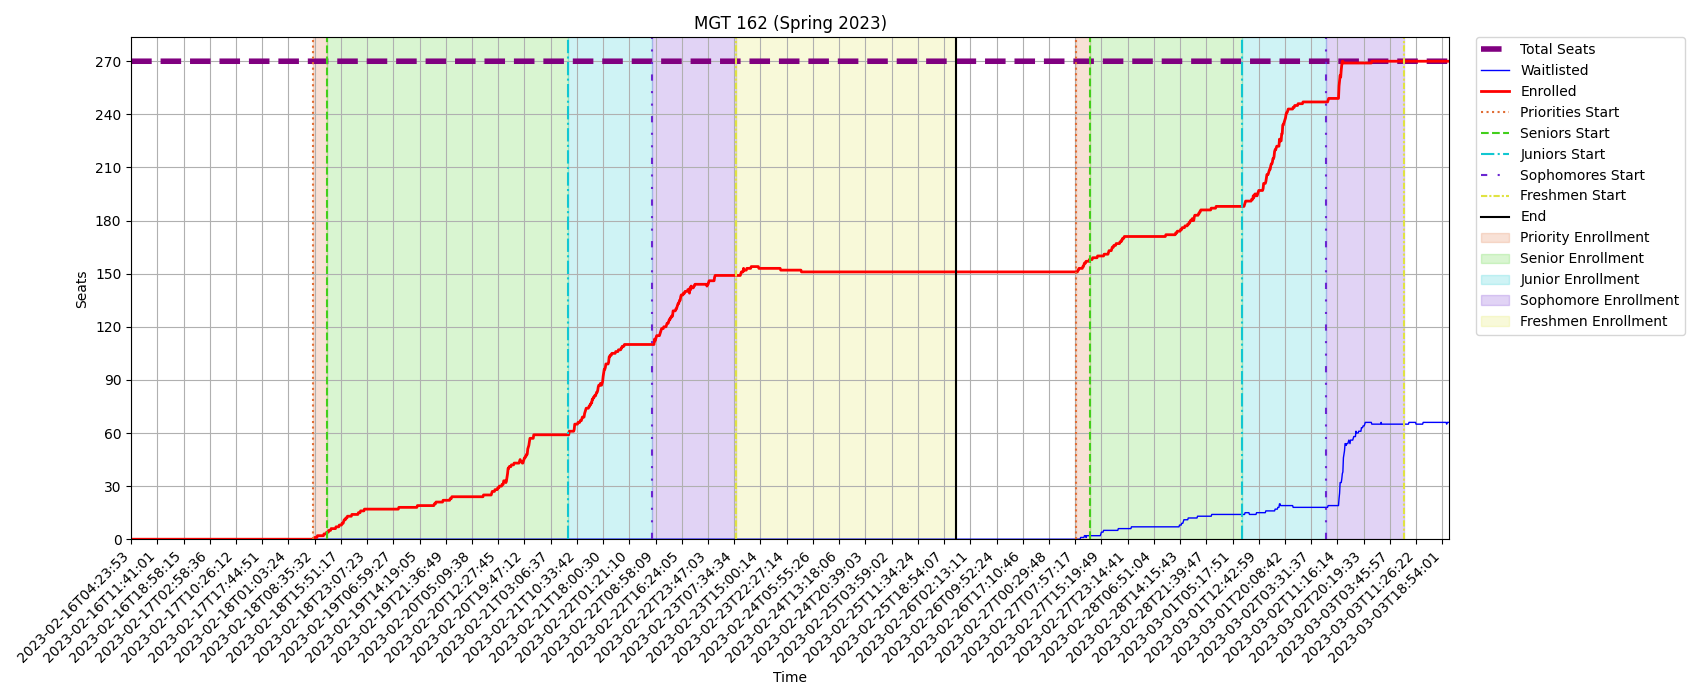 MGT 162 (Spring 2023)
Seats
270
240
210
180
150
120
90
60
30
0
2023-02-16T04:23:53
2023-02-16T11:41:01
2023-02-16T18:58:15
2023-02-17T02:58:36
2023-02-17T10:26:12
2023-02-17T17:44:51
2023-02-18T01:03:24
2023-02-18T08:35:32
2023-02-18T15:51:17
2023-02-18T23:07:23
2023-02-19T06:59:27
2023-02-19T14:19:05
2023-02-19T21:36:49
2023-02-20T05:09:38
2023-02-20T12:27:45
2023-02-20T19:47:12
2023-02-21T03:06:37
2023-02-21T10:33:42
2023-02-21T18:00:30
2023-02-22T01:21:10
2023-02-22T08:58:09
2023-02-22T16:24:05
2023-02-22T23:47:03
2023-02-23T07:34:34
2023-02-23T15:00:14
2023-02-23T22:27:14
2023-02-24T05:55:26
2023-02-24T13:18:06
2023-02-24T20:39:03
2023-02-25T03:59:02
2023-02-25T11:34:24
2023-02-25T18:54:07
2023-02-26T02:13:11
2023-02-26T09:52:24
2023-02-26T17:10:46
2023-02-27T00:29:48
2023-02-27T07:57:17
2023-02-27T15:19:49
2023-02-27T23:14:41
2023-02-28T06:51:04
2023-02-28T14:15:43
2023-02-28T21:39:47
2023-03-01T05:17:51
2023-03-01T12:42:59
2023-03-01T20:08:42
2023-03-02T03:31:37
2023-03-02T11:16:14
2023-03-02T20:19:33
2023-03-03T03:45:57
2023-03-03T11:26:22
2023-03-03T18:54:01
Time
Total Seats
Waitlisted
Enrolled
Priorities Start
Seniors Start
Juniors Start
Sophomores Start
Freshmen Start
End
Priority Enrollment
Senior Enrollment
Junior Enrollment
Sophomore Enrollment
Freshmen Enrollment